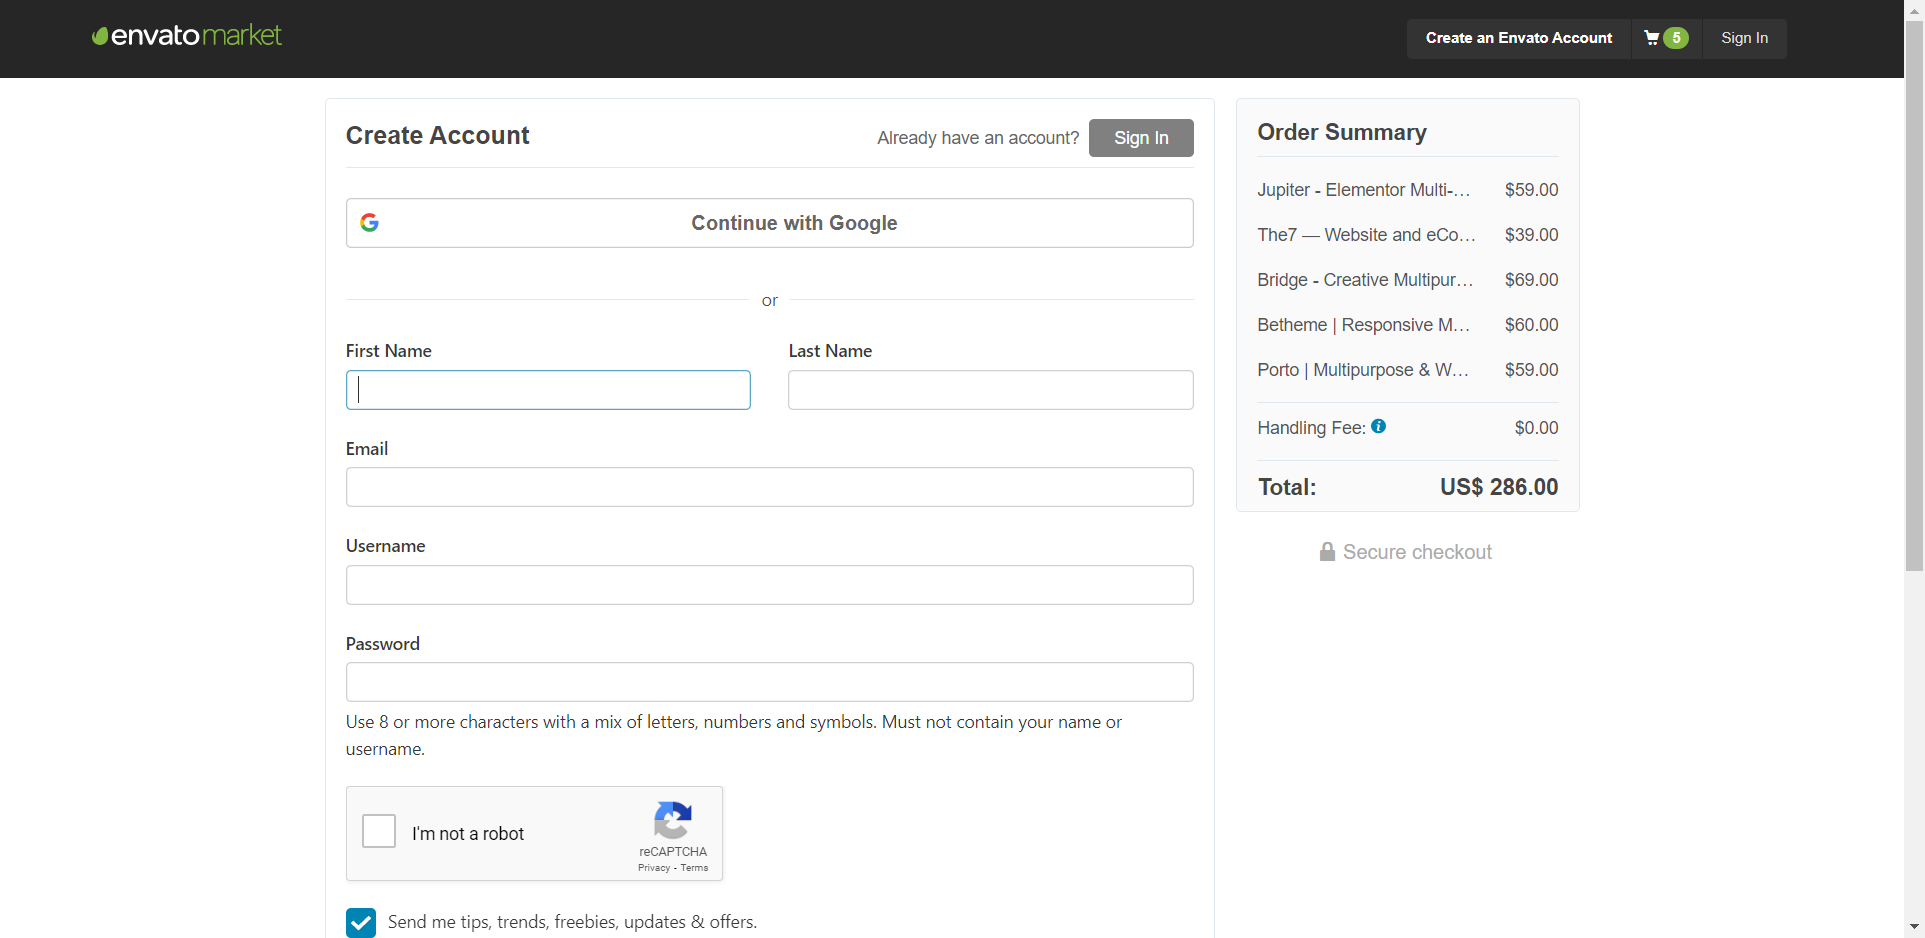 envatomarket
Create an Envato Account
5
Sign In
Create Account
Already have an account?
Sign In
Continue with Google
or
First Name
Last Name
Email
Username
Password
Use 8 or more characters with a mix of letters, numbers and symbols. Must not contain your name or
username.
I'm not a robot
reCAPTCHA
Privacy - Terms
Send me tips, trends, freebies, updates & offers.
Order Summary
Jupiter - Elementor Multi-... $59.00
The7 — Website and eCo... $39.00
Bridge - Creative Multipur... $69.00
Betheme | Responsive M... $60.00
Porto | Multipurpose & W... $59.00
Handling Fee: $0.00
Total: US$ 286.00
Secure checkout